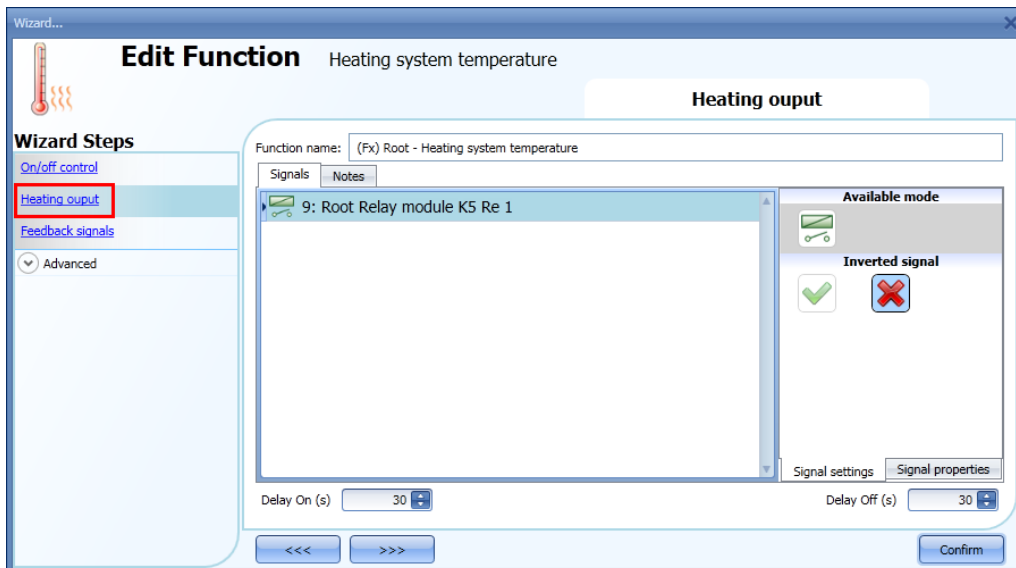 Wizard...
Edit Function Heating system temperature
Heating ouput
Wizard Steps
On/off control
Heating ouput
Feedback signals
Advanced
Function name: (Fx) Root - Heating system temperature
Signals Notes
9: Root Relay module K5 Re 1
Available mode
Inverted signal
Signal settings Signal properties
Delay On (s) 30
Delay Off (s) 30
<<< >>> Confirm